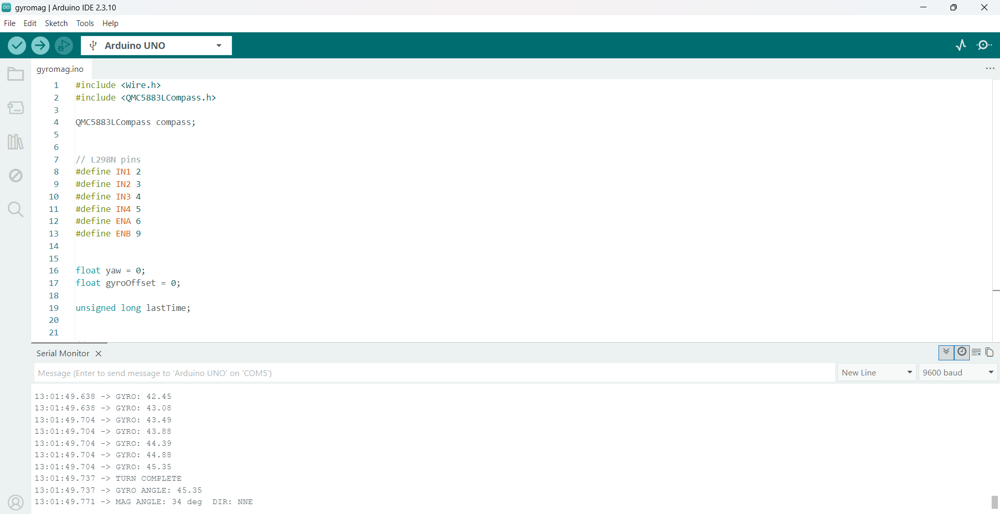 gyromag | Arduino IDE 2.3.10
File Edit Sketch Tools Help
Arduino UNO
gyromag.ino
1 #include <Wire.h>
2 #include <QMC5883LCompass.h>
3
4 QMC5883LCompass compass;
5
6
7 // L298N pins
8 #define IN1 2
9 #define IN2 3
10 #define IN3 4
11 #define IN4 5
12 #define ENA 6
13 #define ENB 9
14
15
16 float yaw = 0;
17 float gyroOffset = 0;
18
19 unsigned long lastTime;
20
21
Serial Monitor
Message (Enter to send message to 'Arduino UNO' on 'COM5')
New Line
9600 baud
13:01:49.638 -> GYRO: 42.45
13:01:49.638 -> GYRO: 43.08
13:01:49.704 -> GYRO: 43.49
13:01:49.704 -> GYRO: 43.88
13:01:49.704 -> GYRO: 44.39
13:01:49.704 -> GYRO: 44.88
13:01:49.704 -> GYRO: 45.35
13:01:49.737 -> TURN COMPLETE
13:01:49.737 -> GYRO ANGLE: 45.35
13:01:49.771 -> MAG ANGLE: 34 deg  DIR: NNE